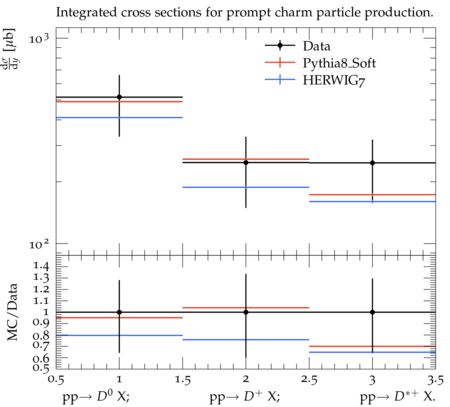 Integrated cross sections for prompt charm particle production.
dσ/dy [μb]
10³
Data
Pythia8_Soft
HERWIG7
10²
MC/Data
1.4
1.3
1.2
1.1
1
0.9
0.8
0.7
0.6
0.5
0.5 1 1.5 2 2.5 3 3.5
pp→ D⁰ X; pp→ D⁺ X; pp→ D*⁺ X.